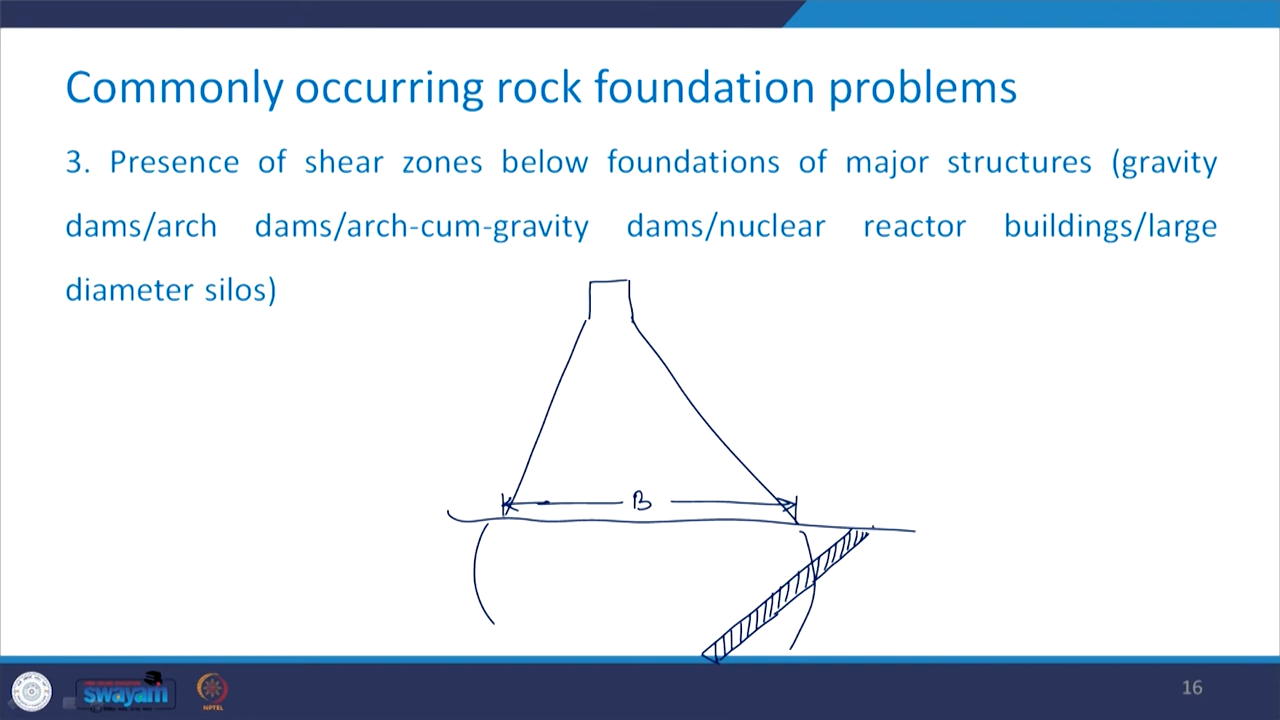 Commonly occurring rock foundation problems
3. Presence of shear zones below foundations of major structures (gravity
dams/arch dams/arch-cum-gravity dams/nuclear reactor buildings/large
diameter silos)
B
swayam
NPTEL
16